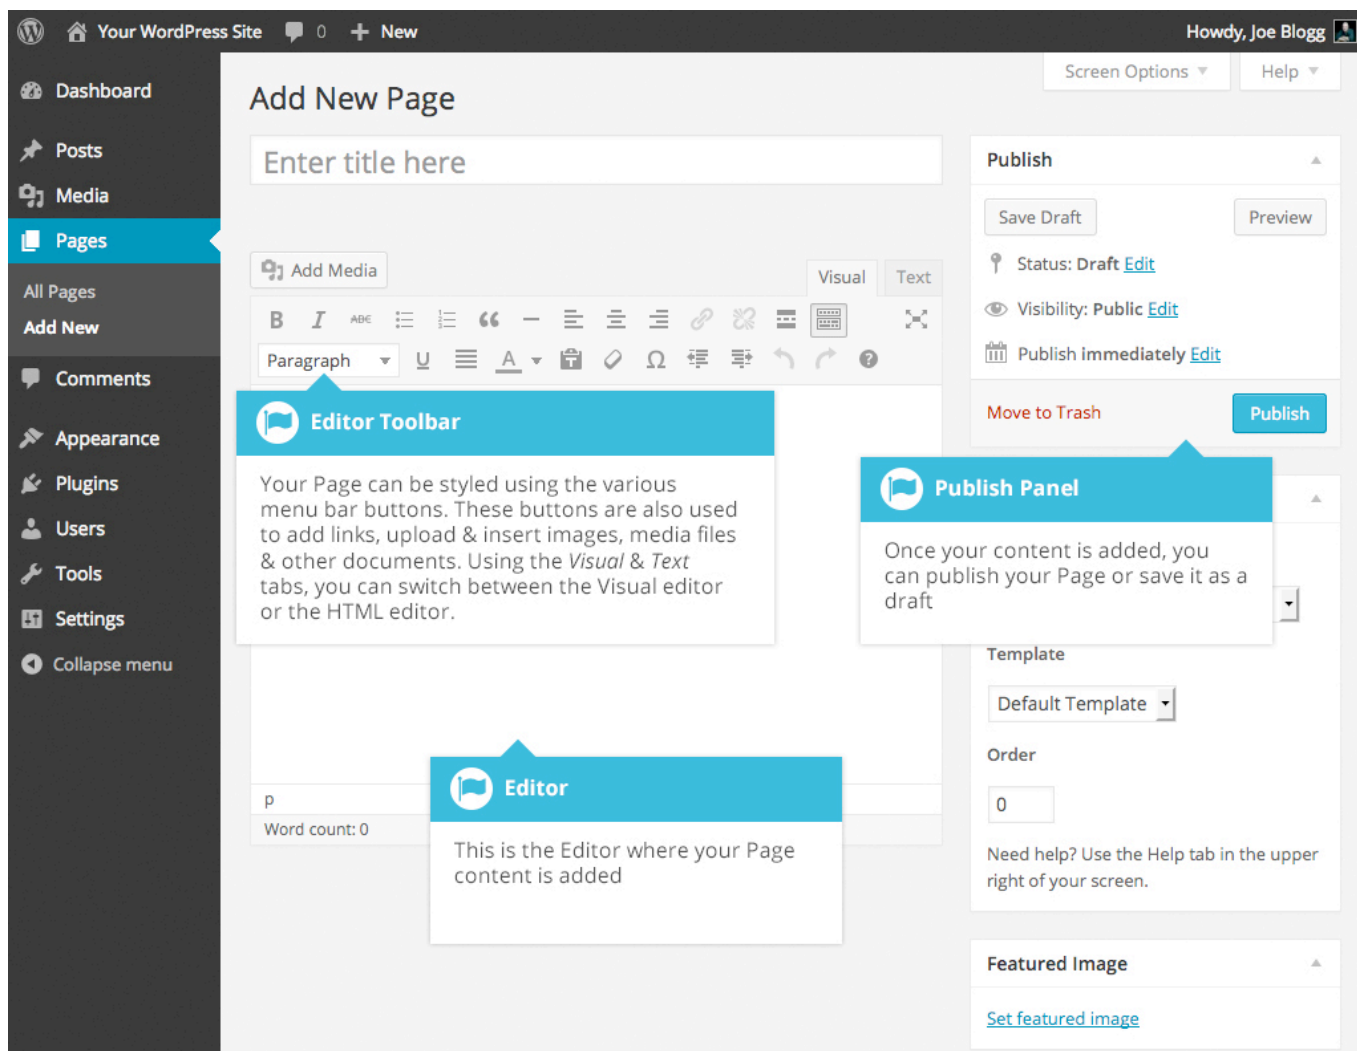 Your WordPress Site 0 + New Howdy, Joe Blogg
Screen Options Help
Dashboard
Posts
Media
Pages
All Pages
Add New
Comments
Appearance
Plugins
Users
Tools
Settings
Collapse menu
Add New Page
Enter title here
Add Media
Visual Text
B I ABC
Paragraph U A T Ω ?
Editor Toolbar
Your Page can be styled using the various
menu bar buttons. These buttons are also used
to add links, upload & insert images, media files
& other documents. Using the Visual & Text
tabs, you can switch between the Visual editor
or the HTML editor.
Editor
This is the Editor where your Page
content is added
p
Word count: 0
Publish
Save Draft Preview
Status: Draft Edit
Visibility: Public Edit
Publish immediately Edit
Move to Trash Publish
Publish Panel
Once your content is added, you
can publish your Page or save it as a
draft
Template
Default Template
Order
0
Need help? Use the Help tab in the upper
right of your screen.
Featured Image
Set featured image